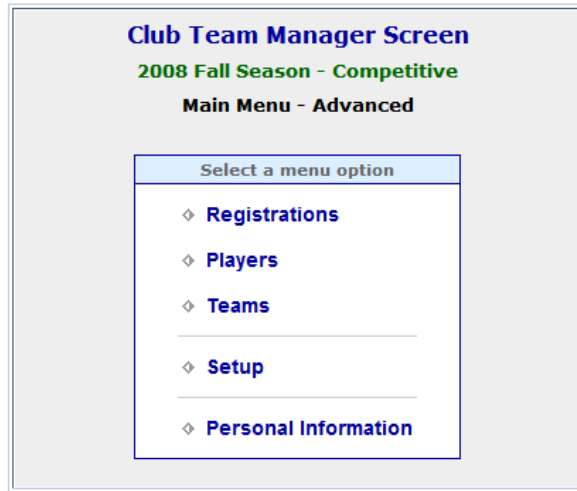 Club Team Manager Screen
2008 Fall Season - Competitive
Main Menu - Advanced
Select a menu option
Registrations
Players
Teams
Setup
Personal Information